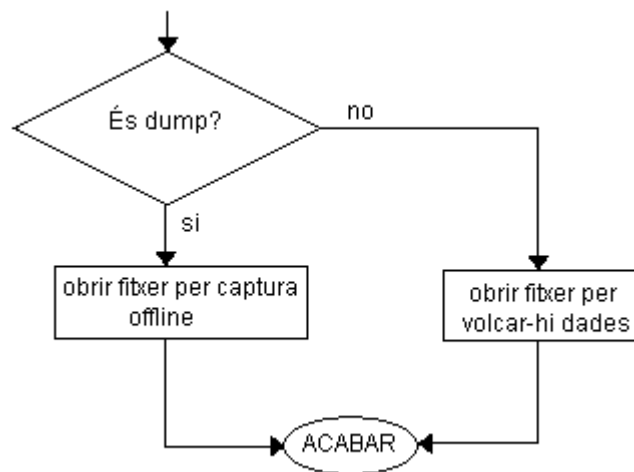 És dump?
no
si
obrir fitxer per captura
offline
obrir fitxer per
volcar-hi dades
ACABAR